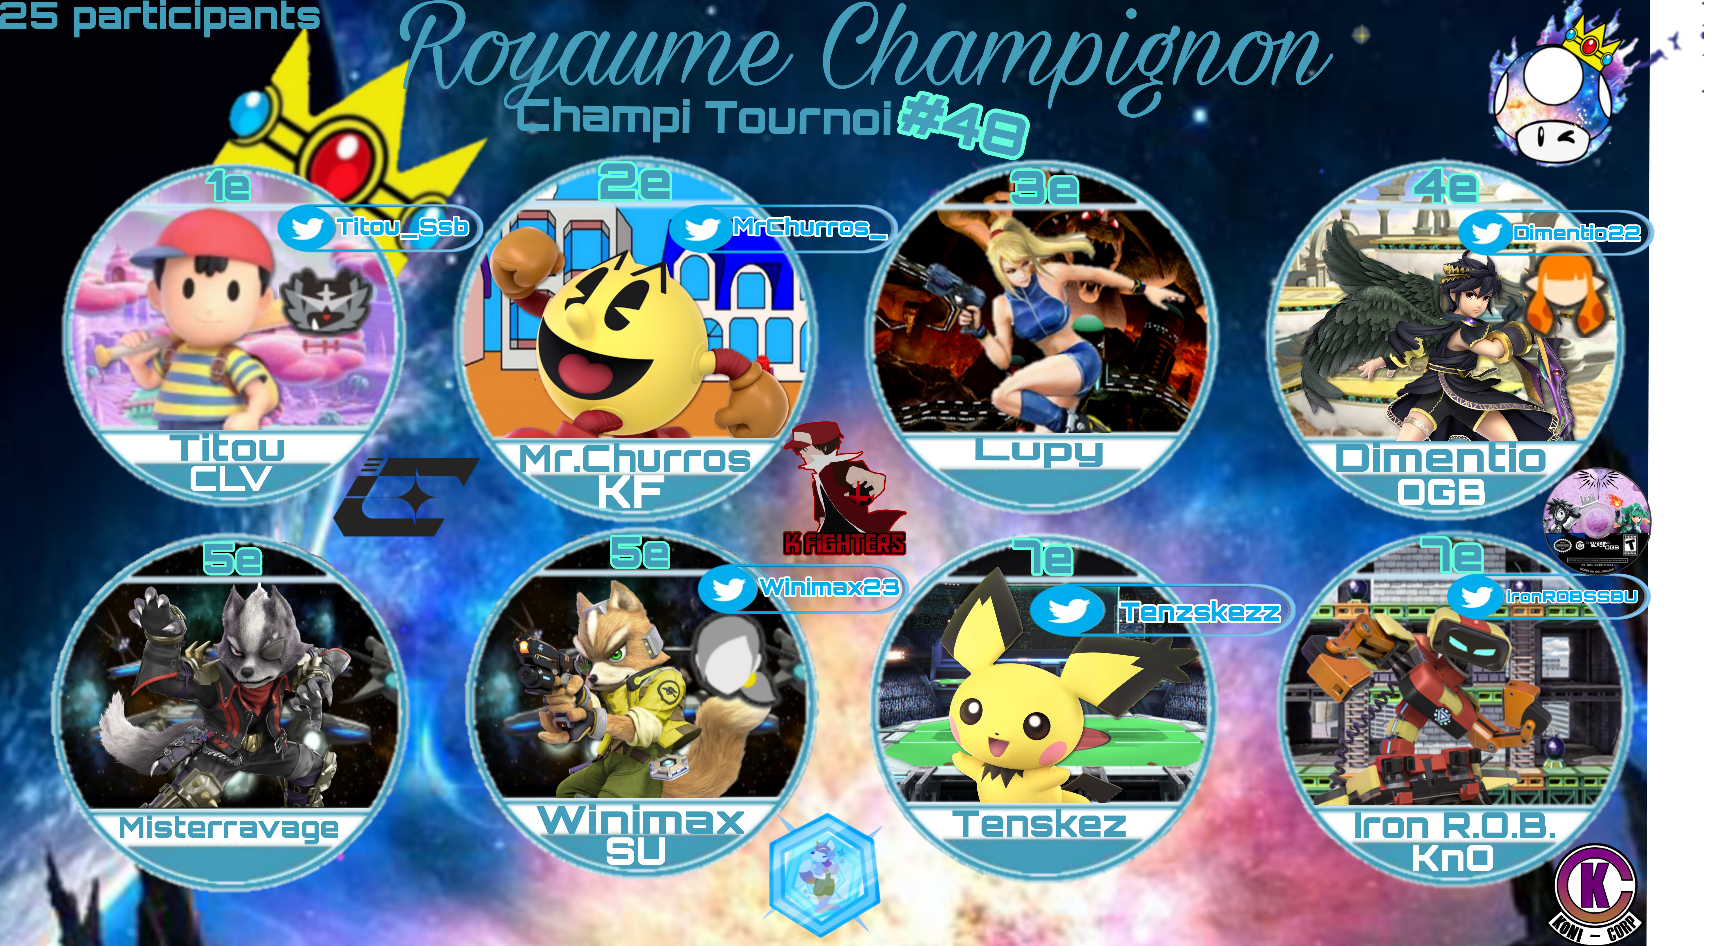 25 participants
Royaume Champignon
Champi Tournoi #48
1e
Titou_Ssb
Titou
CLV
2e
MrChurros_
Mr.Churros
KF
3e
Lupy
4e
Dimentio22
Dimentio
OGB
K FiGHTERS
5e
Misterravage
5e
Winimax23
Winimax
SU
7e
Tenzskezz
Tenskez
7e
IronROBSSBU
Iron R.O.B.
KnO
KOMI - CORP